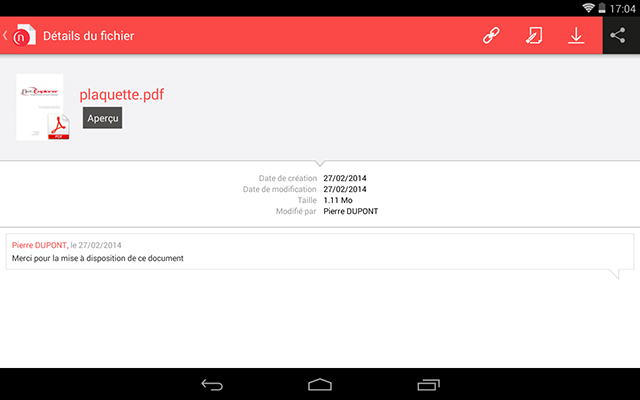 17:04
n
Détails du fichier
plaquette.pdf
Aperçu
PDF
Date de création 27/02/2014
Date de modification 27/02/2014
Taille 1.11 Mo
Modifié par Pierre DUPONT
Pierre DUPONT, le 27/02/2014
Merci pour la mise à disposition de ce document